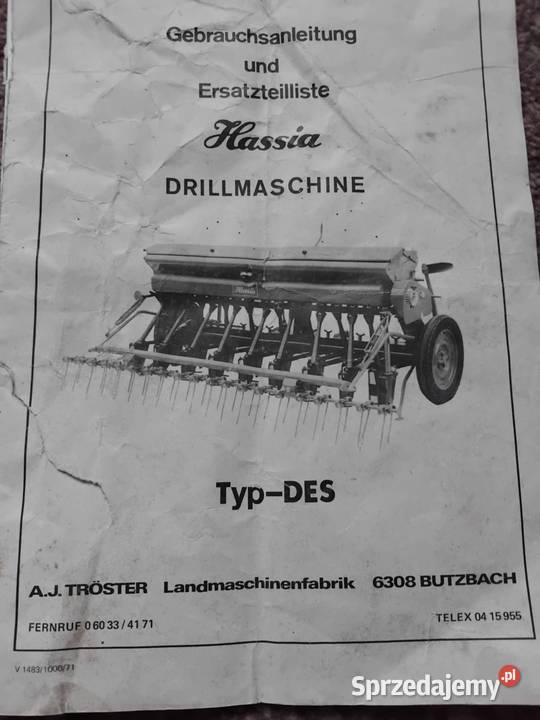 Gebrauchsanleitung
und
Ersatzteilliste
Hassia
DRILLMASCHINE
Hassia
Typ-DES
A.J. TRÖSTER Landmaschinenfabrik 6308 BUTZBACH
FERNRUF 0 60 33 / 41 71
TELEX 04 15 955
V 1483/1000/71
Sprzedajemy.pl